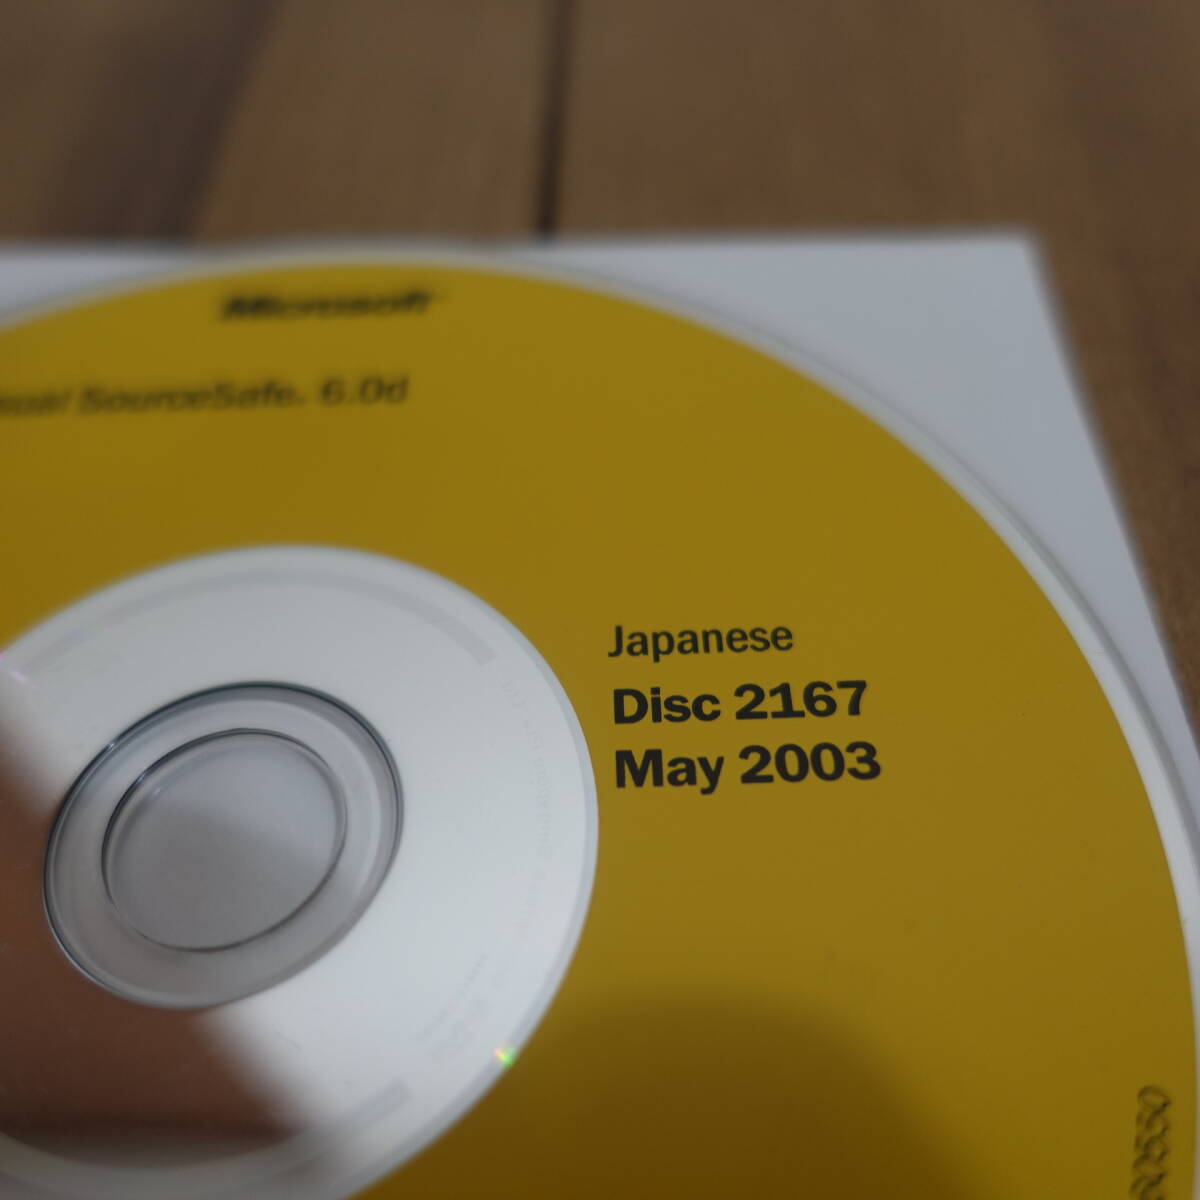 Microsoft
SourceSafe. 6.0d
Japanese
Disc 2167
May 2003